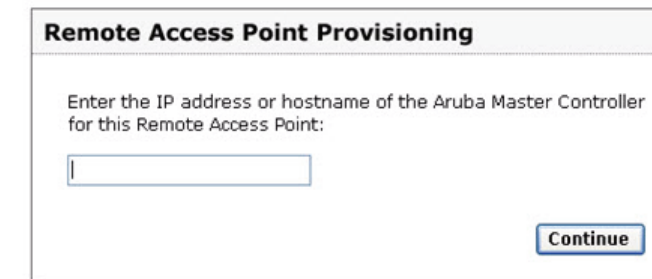 Remote Access Point Provisioning
Enter the IP address or hostname of the Aruba Master Controller
for this Remote Access Point:
Continue